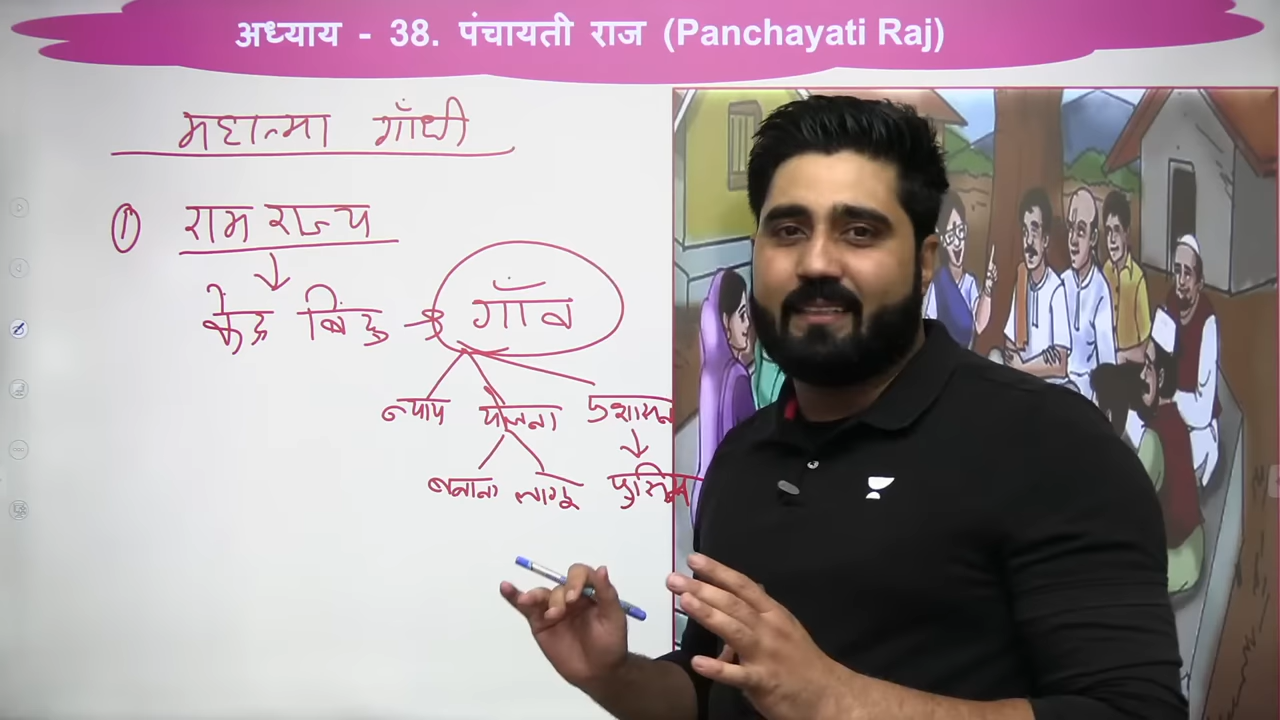 अध्याय - 38. पंचायती राज (Panchayati Raj)
महात्मा गाँधी
① राम राज्य
↓
केंद्र बिंदु → गाँव
न्याय योजना प्रशासन
↓
बनाना लागू पुलिस